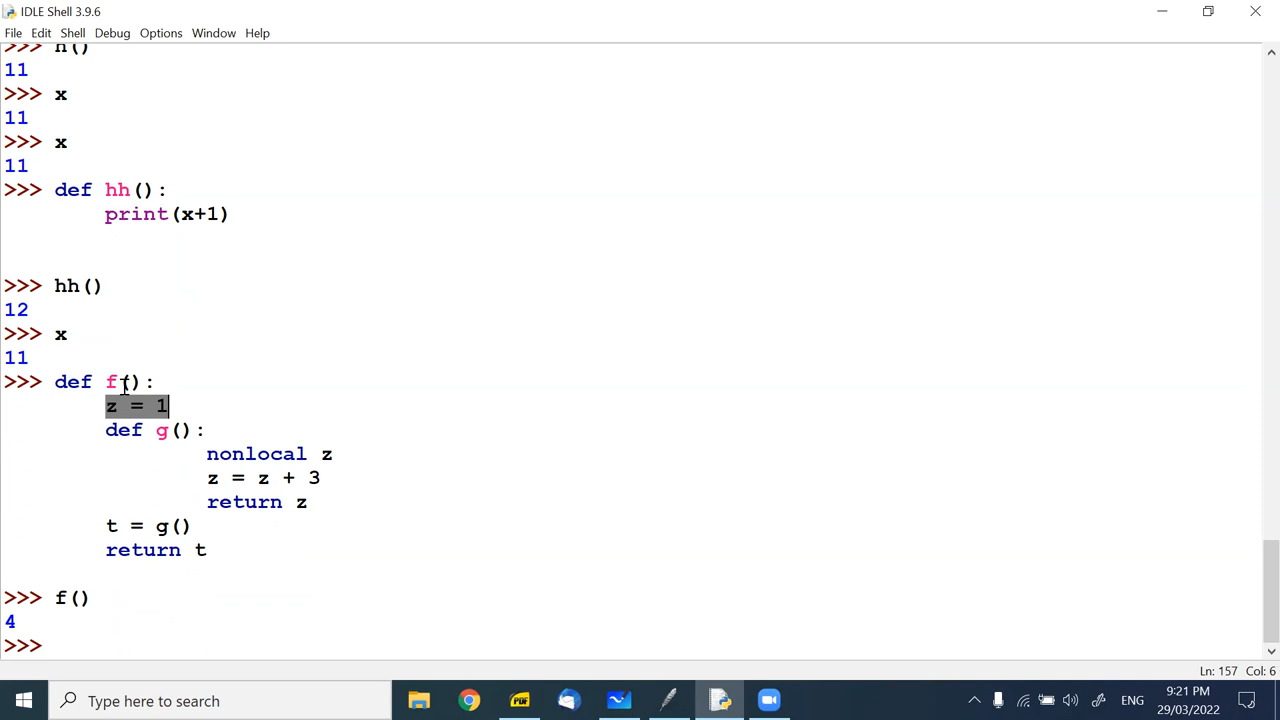 IDLE Shell 3.9.6
File Edit Shell Debug Options Window Help
>>> h()
11
>>> x
11
>>> x
11
>>> def hh():
print(x+1)
>>> hh()
12
>>> x
11
>>> def f():
z = 1
def g():
nonlocal z
z = z + 3
return z
t = g()
return t
>>> f()
4
>>>
Ln: 157 Col: 6
Type here to search
PDF
ENG
9:21 PM
29/03/2022